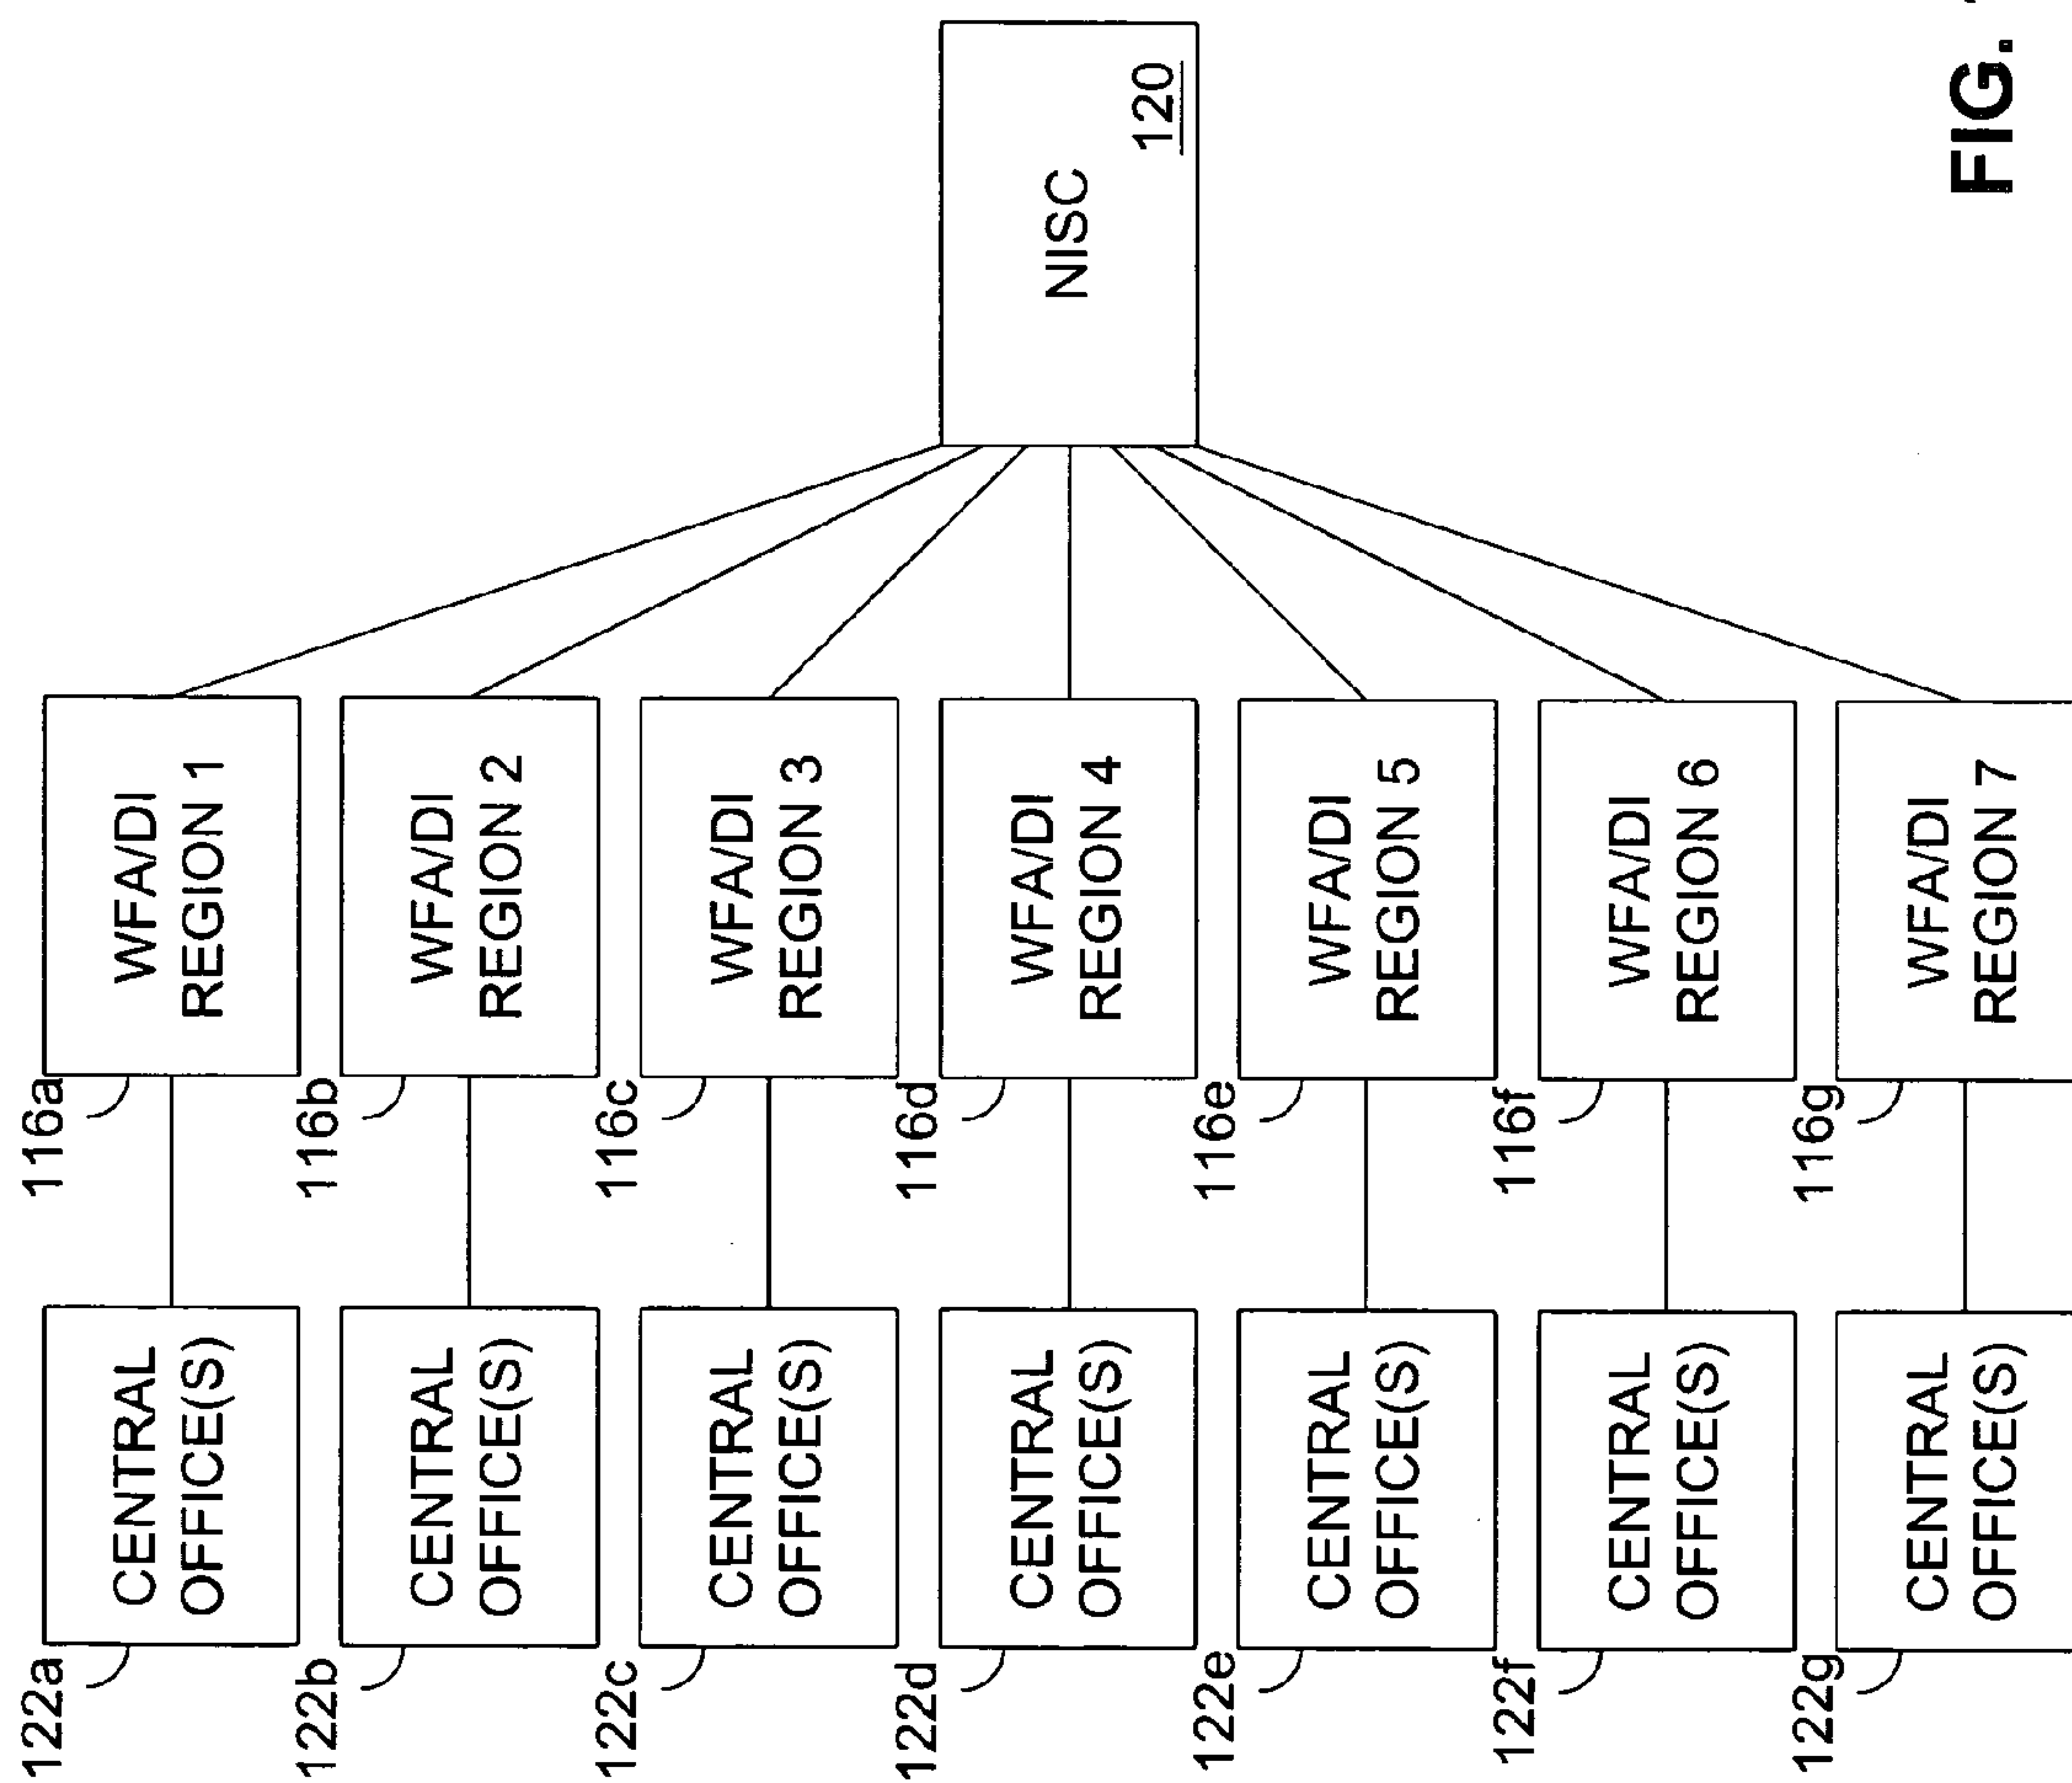 122a
CENTRAL
OFFICE(S)
116a
WFA/DI
REGION 1
122b
CENTRAL
OFFICE(S)
116b
WFA/DI
REGION 2
122c
CENTRAL
OFFICE(S)
116c
WFA/DI
REGION 3
122d
CENTRAL
OFFICE(S)
116d
WFA/DI
REGION 4
NISC
120
122e
CENTRAL
OFFICE(S)
116e
WFA/DI
REGION 5
122f
CENTRAL
OFFICE(S)
116f
WFA/DI
REGION 6
122g
CENTRAL
OFFICE(S)
116g
WFA/DI
REGION 7
FIG.